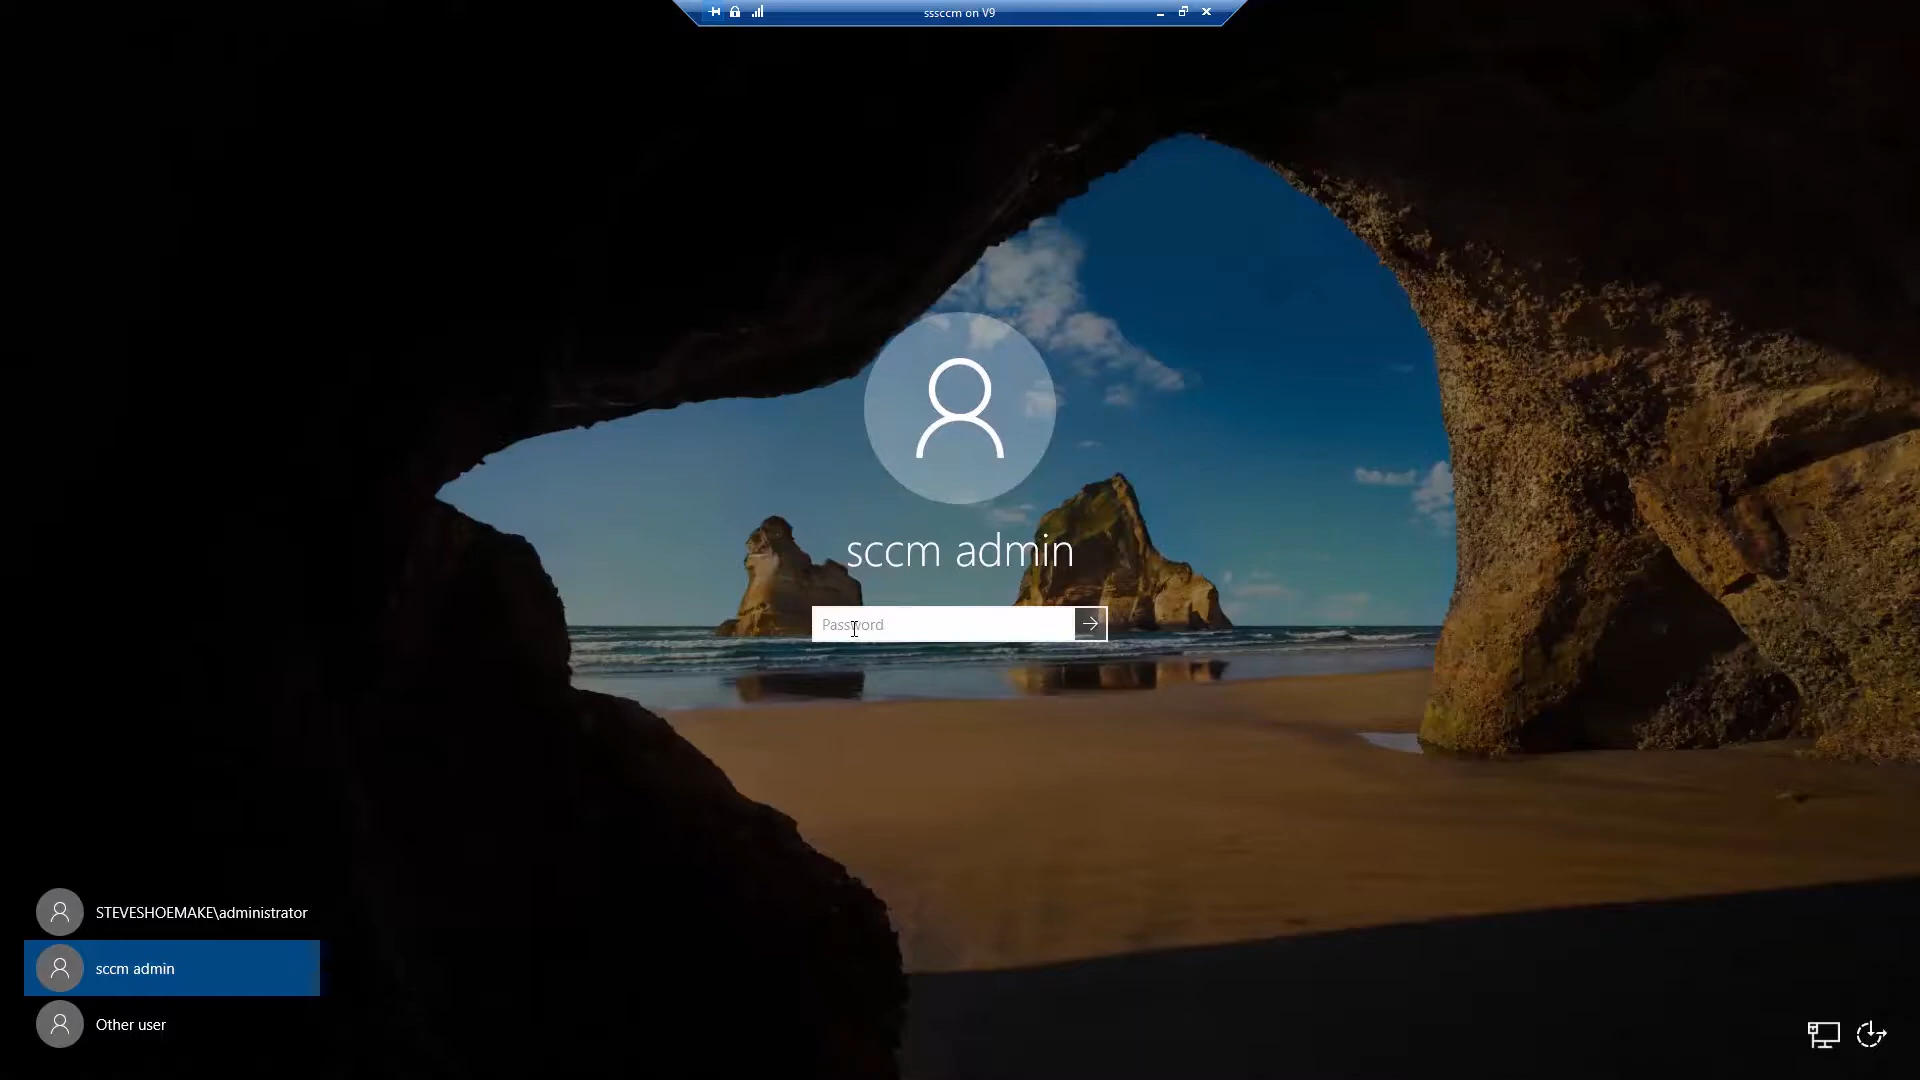 sssccm on V9
sccm admin
Password
STEVESHOEMAKE\administrator
sccm admin
Other user